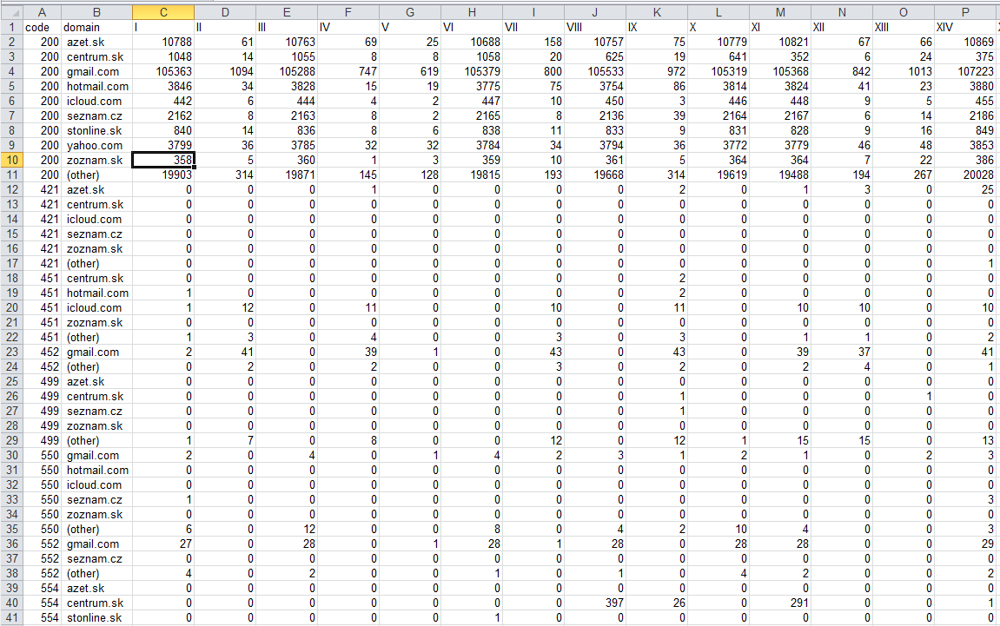 A B C D E F G H I J K L M N O P
1 code domain I II III IV V VI VII VIII IX X XI XII XIII XIV
2 200 azet.sk 10788 61 10763 69 25 10688 158 10757 75 10779 10821 67 66 10869
3 200 centrum.sk 1048 14 1055 8 8 1058 20 625 19 641 352 6 24 375
4 200 gmail.com 105363 1094 105288 747 619 105379 800 105533 972 105319 105368 842 1013 107223
5 200 hotmail.com 3846 34 3828 15 19 3775 75 3754 86 3814 3824 41 23 3880
6 200 icloud.com 442 6 444 4 2 447 10 450 3 446 448 9 5 455
7 200 seznam.cz 2162 8 2163 8 2 2165 8 2136 39 2164 2167 6 14 2186
8 200 stonline.sk 840 14 836 8 6 838 11 833 9 831 828 9 16 849
9 200 yahoo.com 3799 36 3785 32 32 3784 34 3794 36 3772 3779 46 48 3853
10 200 zoznam.sk 358 5 360 1 3 359 10 361 5 364 364 7 22 386
11 200 (other) 19903 314 19871 145 128 19815 193 19668 314 19619 19488 194 267 20028
12 421 azet.sk 0 0 0 1 0 0 0 0 2 0 1 3 0 25
13 421 centrum.sk 0 0 0 0 0 0 0 0 0 0 0 0 0 0
14 421 icloud.com 0 0 0 0 0 0 0 0 0 0 0 0 0 0
15 421 seznam.cz 0 0 0 0 0 0 0 0 0 0 0 0 0 0
16 421 zoznam.sk 0 0 0 0 0 0 0 0 0 0 0 0 0 0
17 421 (other) 0 0 0 0 0 0 0 0 0 0 0 0 0 1
18 451 centrum.sk 0 0 0 0 0 0 0 0 2 0 0 0 0 0
19 451 hotmail.com 1 0 0 0 0 0 0 0 2 0 0 0 0 0
20 451 icloud.com 1 12 0 11 0 0 10 0 11 0 10 10 0 10
21 451 zoznam.sk 0 0 0 0 0 0 0 0 0 0 0 0 0 0
22 451 (other) 1 3 0 4 0 0 3 0 3 0 1 1 0 2
23 452 gmail.com 2 41 0 39 1 0 43 0 43 0 39 37 0 41
24 452 (other) 0 2 0 2 0 0 3 0 2 0 2 4 0 1
25 499 azet.sk 0 0 0 0 0 0 0 0 0 0 0 0 0 0
26 499 centrum.sk 0 0 0 0 0 0 0 0 1 0 0 0 1 0
27 499 seznam.cz 0 0 0 0 0 0 0 0 1 0 0 0 0 0
28 499 zoznam.sk 0 0 0 0 0 0 0 0 0 0 0 0 0 0
29 499 (other) 1 7 0 8 0 0 12 0 12 1 15 15 0 13
30 550 gmail.com 2 0 4 0 1 4 2 3 1 2 1 0 2 3
31 550 hotmail.com 0 0 0 0 0 0 0 0 0 0 0 0 0 0
32 550 icloud.com 0 0 0 0 0 0 0 0 0 0 0 0 0 0
33 550 seznam.cz 1 0 0 0 0 0 0 0 0 0 0 0 0 3
34 550 zoznam.sk 0 0 0 0 0 0 0 0 0 0 0 0 0 0
35 550 (other) 6 0 12 0 0 8 0 4 2 10 4 0 0 3
36 552 gmail.com 27 0 28 0 1 28 1 28 0 28 28 0 0 29
37 552 seznam.cz 0 0 0 0 0 0 0 0 0 0 0 0 0 0
38 552 (other) 4 0 2 0 0 1 0 1 0 4 2 0 0 2
39 554 azet.sk 0 0 0 0 0 0 0 0 0 0 0 0 0 0
40 554 centrum.sk 0 0 0 0 0 0 0 397 26 0 291 0 0 1
41 554 stonline.sk 0 0 0 0 0 1 0 0 0 0 0 0 0 0